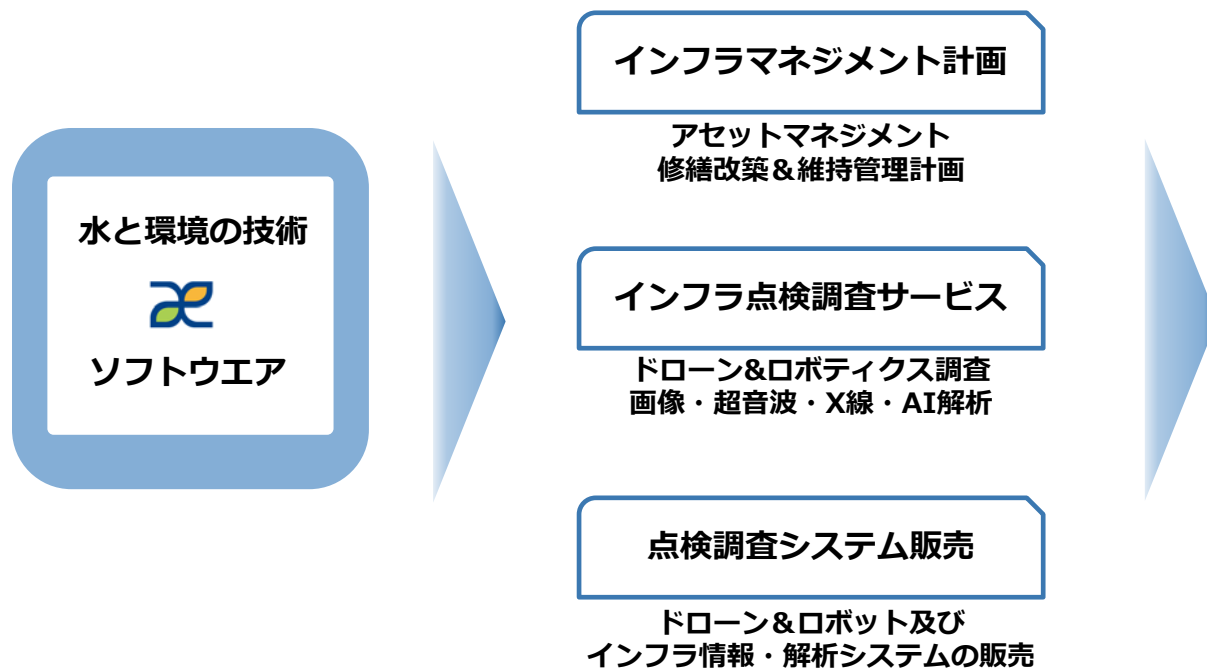 水と環境の技術
ソフトウエア
インフラマネジメント計画
アセットマネジメント
修繕改築＆維持管理計画
インフラ点検調査サービス
ドローン&ロボティクス調査
画像・超音波・X線・AI解析
点検調査システム販売
ドローン＆ロボット及び
インフラ情報・解析システムの販売